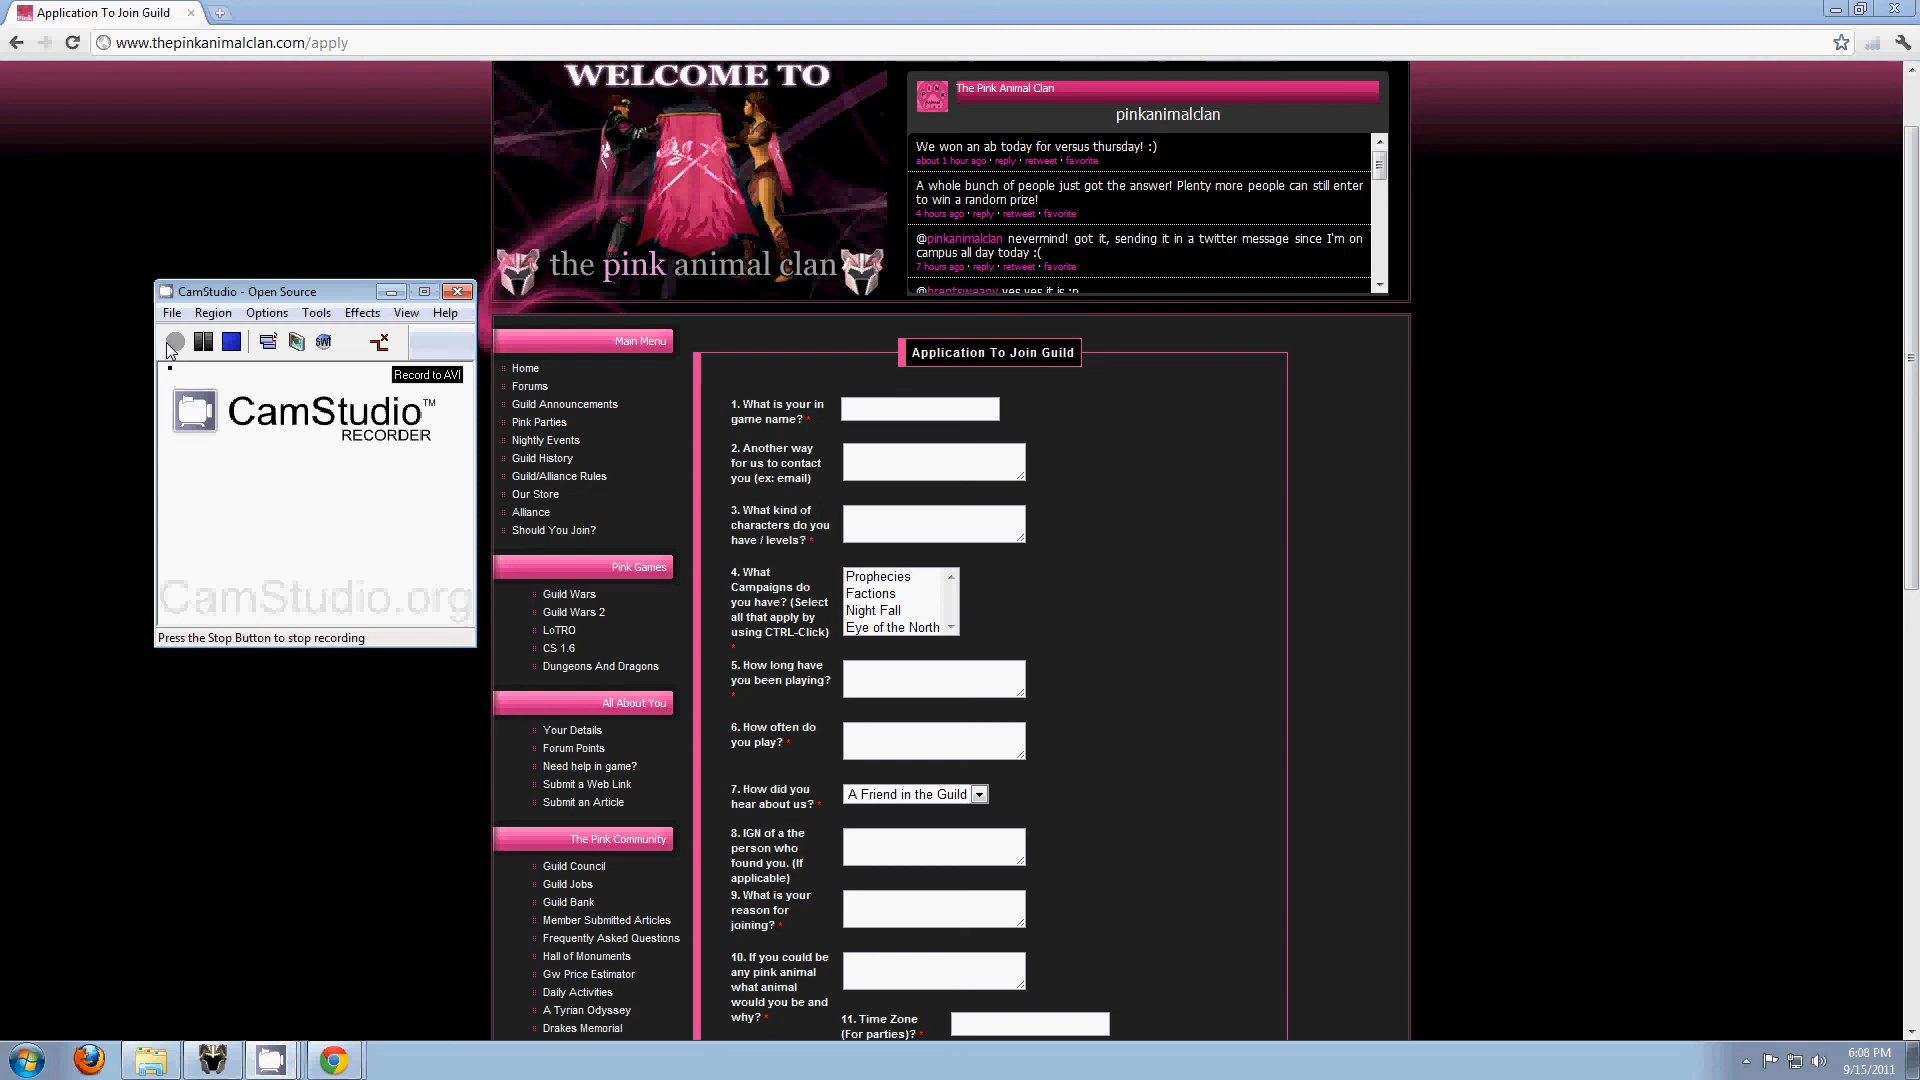 Application To Join Guild
www.thepinkanimalclan.com/apply
WELCOME TO
the pink animal clan
The Pink Animal Clan
pinkanimalclan
We won an ab today for versus thursday! :)
about 1 hour ago · reply · retweet · favorite
A whole bunch of people just got the answer! Plenty more people can still enter
to win a random prize!
4 hours ago · reply · retweet · favorite
@pinkanimalclan nevermind! got it, sending it in a twitter message since I'm on
campus all day today :(
7 hours ago · reply · retweet · favorite
@brentsweany yes yes it is :p
CamStudio - Open Source
File Region Options Tools Effects View Help
Record to AVI
CamStudio™
RECORDER
CamStudio.org
Press the Stop Button to stop recording
Main Menu
Home
Forums
Guild Announcements
Pink Parties
Nightly Events
Guild History
Guild/Alliance Rules
Our Store
Alliance
Should You Join?
Pink Games
Guild Wars
Guild Wars 2
LoTRO
CS 1.6
Dungeons And Dragons
All About You
Your Details
Forum Points
Need help in game?
Submit a Web Link
Submit an Article
The Pink Community
Guild Council
Guild Jobs
Guild Bank
Member Submitted Articles
Frequently Asked Questions
Hall of Monuments
Gw Price Estimator
Daily Activities
A Tyrian Odyssey
Drakes Memorial
Application To Join Guild
1. What is your in
game name? *
2. Another way
for us to contact
you (ex: email)
3. What kind of
characters do you
have / levels? *
4. What
Campaigns do
you have? (Select
all that apply by
using CTRL-Click)
*
Prophecies
Factions
Night Fall
Eye of the North
5. How long have
you been playing?
*
6. How often do
you play? *
7. How did you
hear about us? *
A Friend in the Guild
8. IGN of a the
person who
found you. (If
applicable)
9. What is your
reason for
joining? *
10. If you could be
any pink animal
what animal
would you be and
why? *
11. Time Zone
(For parties)? *
6:08 PM
9/15/2011